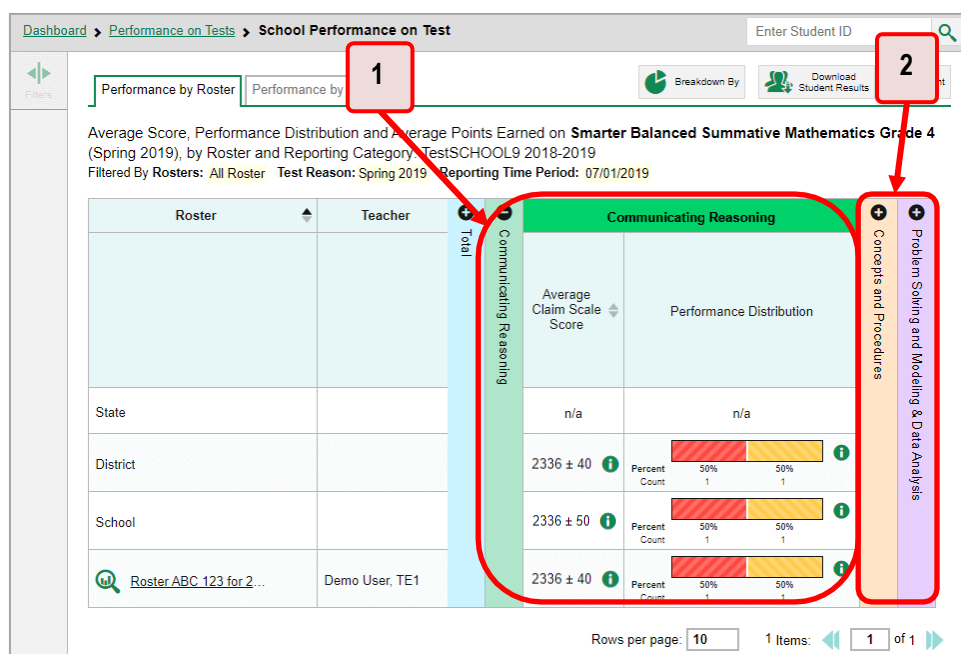 Dashboard > Performance on Tests > School Performance on Test
Enter Student ID
1
2
Filters
Performance by Roster
Performance by
Breakdown By
Download
Student Results
nt
Average Score, Performance Distribution and Average Points Earned on Smarter Balanced Summative Mathematics Grade 4
(Spring 2019), by Roster and Reporting Category: TestSCHOOL9 2018-2019
Filtered By Rosters: All Roster Test Reason: Spring 2019 Reporting Time Period: 07/01/2019
Roster
Teacher
Total
Communicating Reasoning
Communicating Reasoning
Concepts and Procedures
Problem Solving and Modeling & Data Analysis
Average
Claim Scale
Score
Performance Distribution
State
n/a
n/a
District
2336 ± 40
Percent 50% 50%
Count 1 1
School
2336 ± 50
Percent 50% 50%
Count 1 1
Roster ABC 123 for 2...
Demo User, TE1
2336 ± 40
Percent 50% 50%
Count 1 1
Rows per page: 10 1 Items: 1 of 1